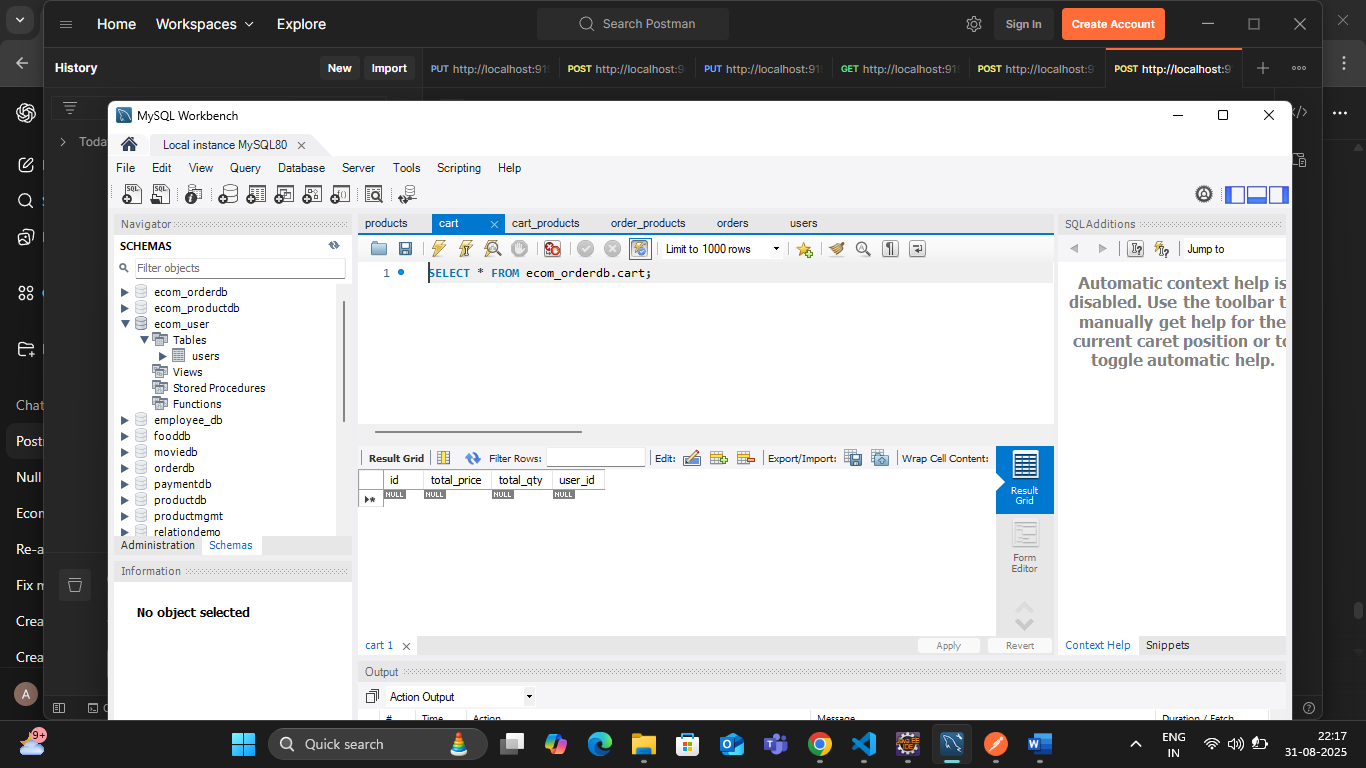 Home Workspaces Explore Search Postman Sign In Create Account
History New Import PUT http://localhost:915 POST http://localhost:9 PUT http://localhost:915 GET http://localhost:915 POST http://localhost:9 POST http://localhost:9
Toda
MySQL Workbench
Local instance MySQL80
File Edit View Query Database Server Tools Scripting Help
Navigator
SCHEMAS
Filter objects
ecom_orderdb
ecom_productdb
ecom_user
Tables
users
Views
Stored Procedures
Functions
employee_db
fooddb
moviedb
orderdb
paymentdb
productdb
productmgmt
relationdemo
Administration Schemas
Information
No object selected
products cart cart_products order_products orders users
Limit to 1000 rows
1 SELECT * FROM ecom_orderdb.cart;
Result Grid Filter Rows: Edit: Export/Import: Wrap Cell Content:
id total_price total_qty user_id
NULL NULL NULL NULL
Result
Grid
Form
Editor
cart 1 Apply Revert
Output
Action Output
# Time Action Message Duration / Fetch
SQLAdditions
Jump to
Automatic context help is
disabled. Use the toolbar t
manually get help for the
current caret position or to
toggle automatic help.
Context Help Snippets
Chat
Post
Null
Ecom
Re-a
Fix m
Crea
Crea
A
9+
Quick search
ENG
IN
22:17
31-08-2025